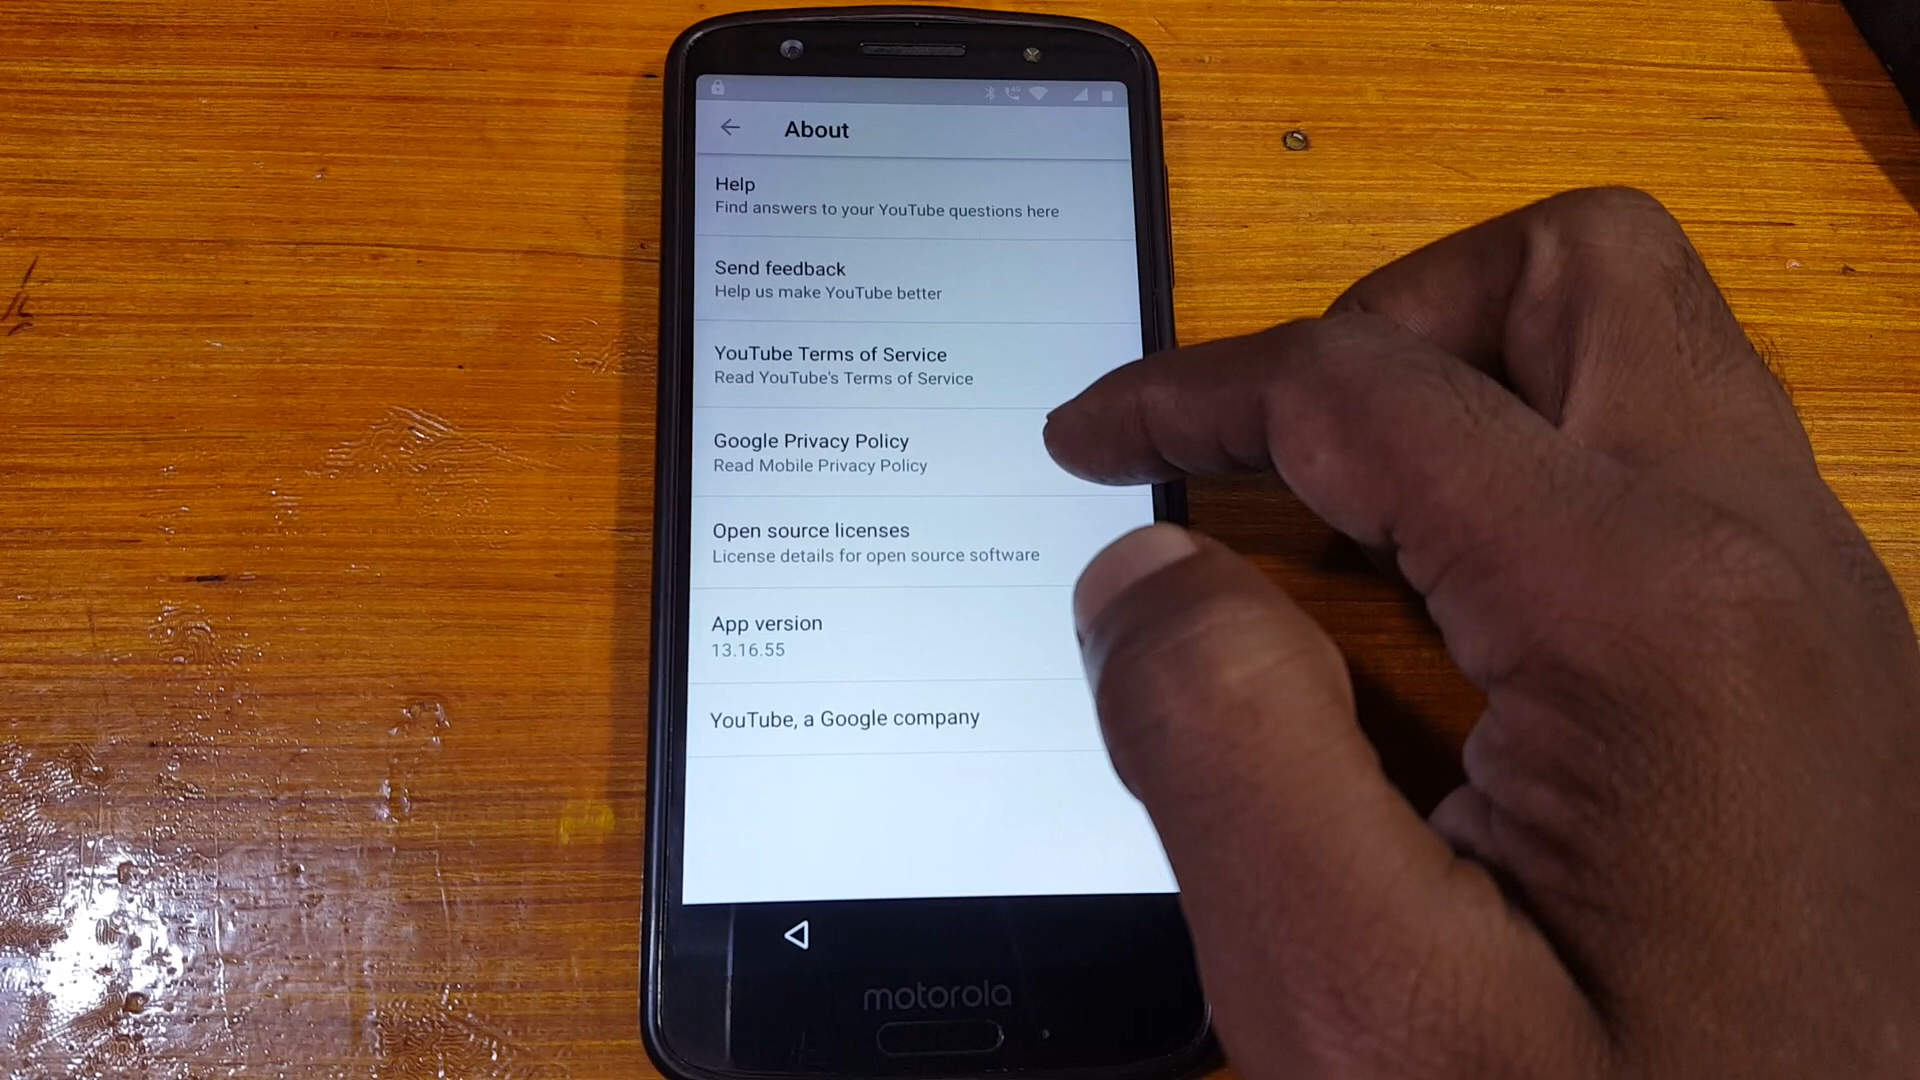 About
Help
Find answers to your YouTube questions here
Send feedback
Help us make YouTube better
YouTube Terms of Service
Read YouTube's Terms of Service
Google Privacy Policy
Read Mobile Privacy Policy
Open source licenses
License details for open source software
App version
13.16.55
YouTube, a Google company
motorola